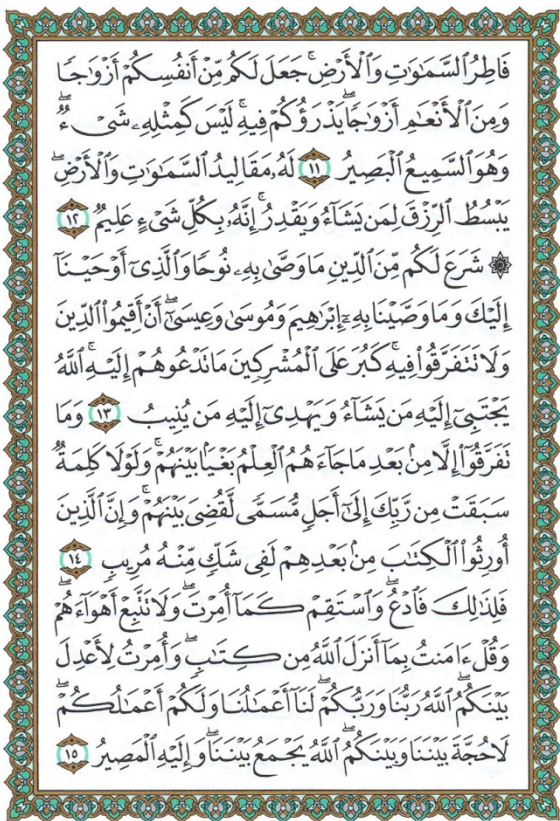 فَاطِرُ ٱلسَّمَٰوَٰتِ وَٱلْأَرْضِ ۚ جَعَلَ لَكُم مِّنْ أَنفُسِكُمْ أَزْوَٰجًا
وَمِنَ ٱلْأَنْعَٰمِ أَزْوَٰجًا ۖ يَذْرَؤُكُمْ فِيهِ ۚ لَيْسَ كَمِثْلِهِۦ شَىْءٌ ۖ
وَهُوَ ٱلسَّمِيعُ ٱلْبَصِيرُ ١١ لَهُۥ مَقَالِيدُ ٱلسَّمَٰوَٰتِ وَٱلْأَرْضِ ۖ
يَبْسُطُ ٱلرِّزْقَ لِمَن يَشَآءُ وَيَقْدِرُ ۚ إِنَّهُۥ بِكُلِّ شَىْءٍ عَلِيمٌ ١٢
۞ شَرَعَ لَكُم مِّنَ ٱلدِّينِ مَا وَصَّىٰ بِهِۦ نُوحًا وَٱلَّذِىٓ أَوْحَيْنَآ
إِلَيْكَ وَمَا وَصَّيْنَا بِهِۦٓ إِبْرَٰهِيمَ وَمُوسَىٰ وَعِيسَىٰٓ ۖ أَنْ أَقِيمُوا۟ ٱلدِّينَ
وَلَا تَتَفَرَّقُوا۟ فِيهِ ۚ كَبُرَ عَلَى ٱلْمُشْرِكِينَ مَا تَدْعُوهُمْ إِلَيْهِ ۚ ٱللَّهُ
يَجْتَبِىٓ إِلَيْهِ مَن يَشَآءُ وَيَهْدِىٓ إِلَيْهِ مَن يُنِيبُ ١٣ وَمَا
تَفَرَّقُوٓا۟ إِلَّا مِنۢ بَعْدِ مَا جَآءَهُمُ ٱلْعِلْمُ بَغْيًۢا بَيْنَهُمْ ۚ وَلَوْلَا كَلِمَةٌ
سَبَقَتْ مِن رَّبِّكَ إِلَىٰٓ أَجَلٍ مُّسَمًّى لَّقُضِىَ بَيْنَهُمْ ۚ وَإِنَّ ٱلَّذِينَ
أُورِثُوا۟ ٱلْكِتَٰبَ مِنۢ بَعْدِهِمْ لَفِى شَكٍّ مِّنْهُ مُرِيبٍ ١٤
فَلِذَٰلِكَ فَٱدْعُ ۖ وَٱسْتَقِمْ كَمَآ أُمِرْتَ ۖ وَلَا تَتَّبِعْ أَهْوَآءَهُمْ ۖ
وَقُلْ ءَامَنتُ بِمَآ أَنزَلَ ٱللَّهُ مِن كِتَٰبٍ ۖ وَأُمِرْتُ لِأَعْدِلَ
بَيْنَكُمُ ۖ ٱللَّهُ رَبُّنَا وَرَبُّكُمْ ۖ لَنَآ أَعْمَٰلُنَا وَلَكُمْ أَعْمَٰلُكُمْ ۖ
لَا حُجَّةَ بَيْنَنَا وَبَيْنَكُمُ ۖ ٱللَّهُ يَجْمَعُ بَيْنَنَا ۖ وَإِلَيْهِ ٱلْمَصِيرُ ١٥